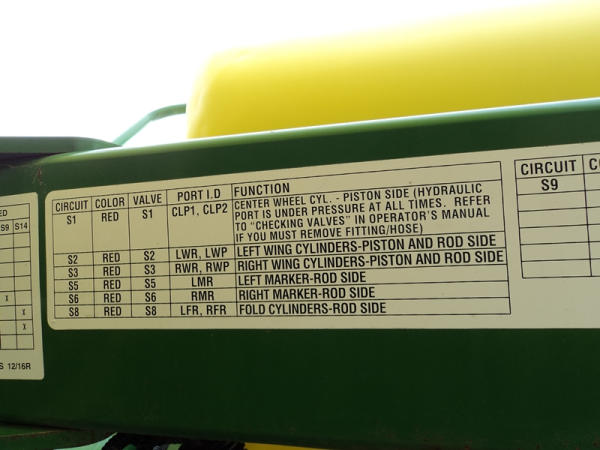 CIRCUIT COLOR VALVE PORT I.D FUNCTION
S1 RED S1 CLP1, CLP2 CENTER WHEEL CYL. - PISTON SIDE (HYDRAULIC
PORT IS UNDER PRESSURE AT ALL TIMES. REFER
TO "CHECKING VALVES" IN OPERATOR'S MANUAL
IF YOU MUST REMOVE FITTING/HOSE)
S2 RED S2 LWR, LWP LEFT WING CYLINDERS-PISTON AND ROD SIDE
S3 RED S3 RWR, RWP RIGHT WING CYLINDERS-PISTON AND ROD SIDE
S5 RED S5 LMR LEFT MARKER-ROD SIDE
S6 RED S6 RMR RIGHT MARKER-ROD SIDE
S8 RED S8 LFR, RFR FOLD CYLINDERS-ROD SIDE
ED
S9 S14
X
X
X
S 12/16R
CIRCUIT CO
S9